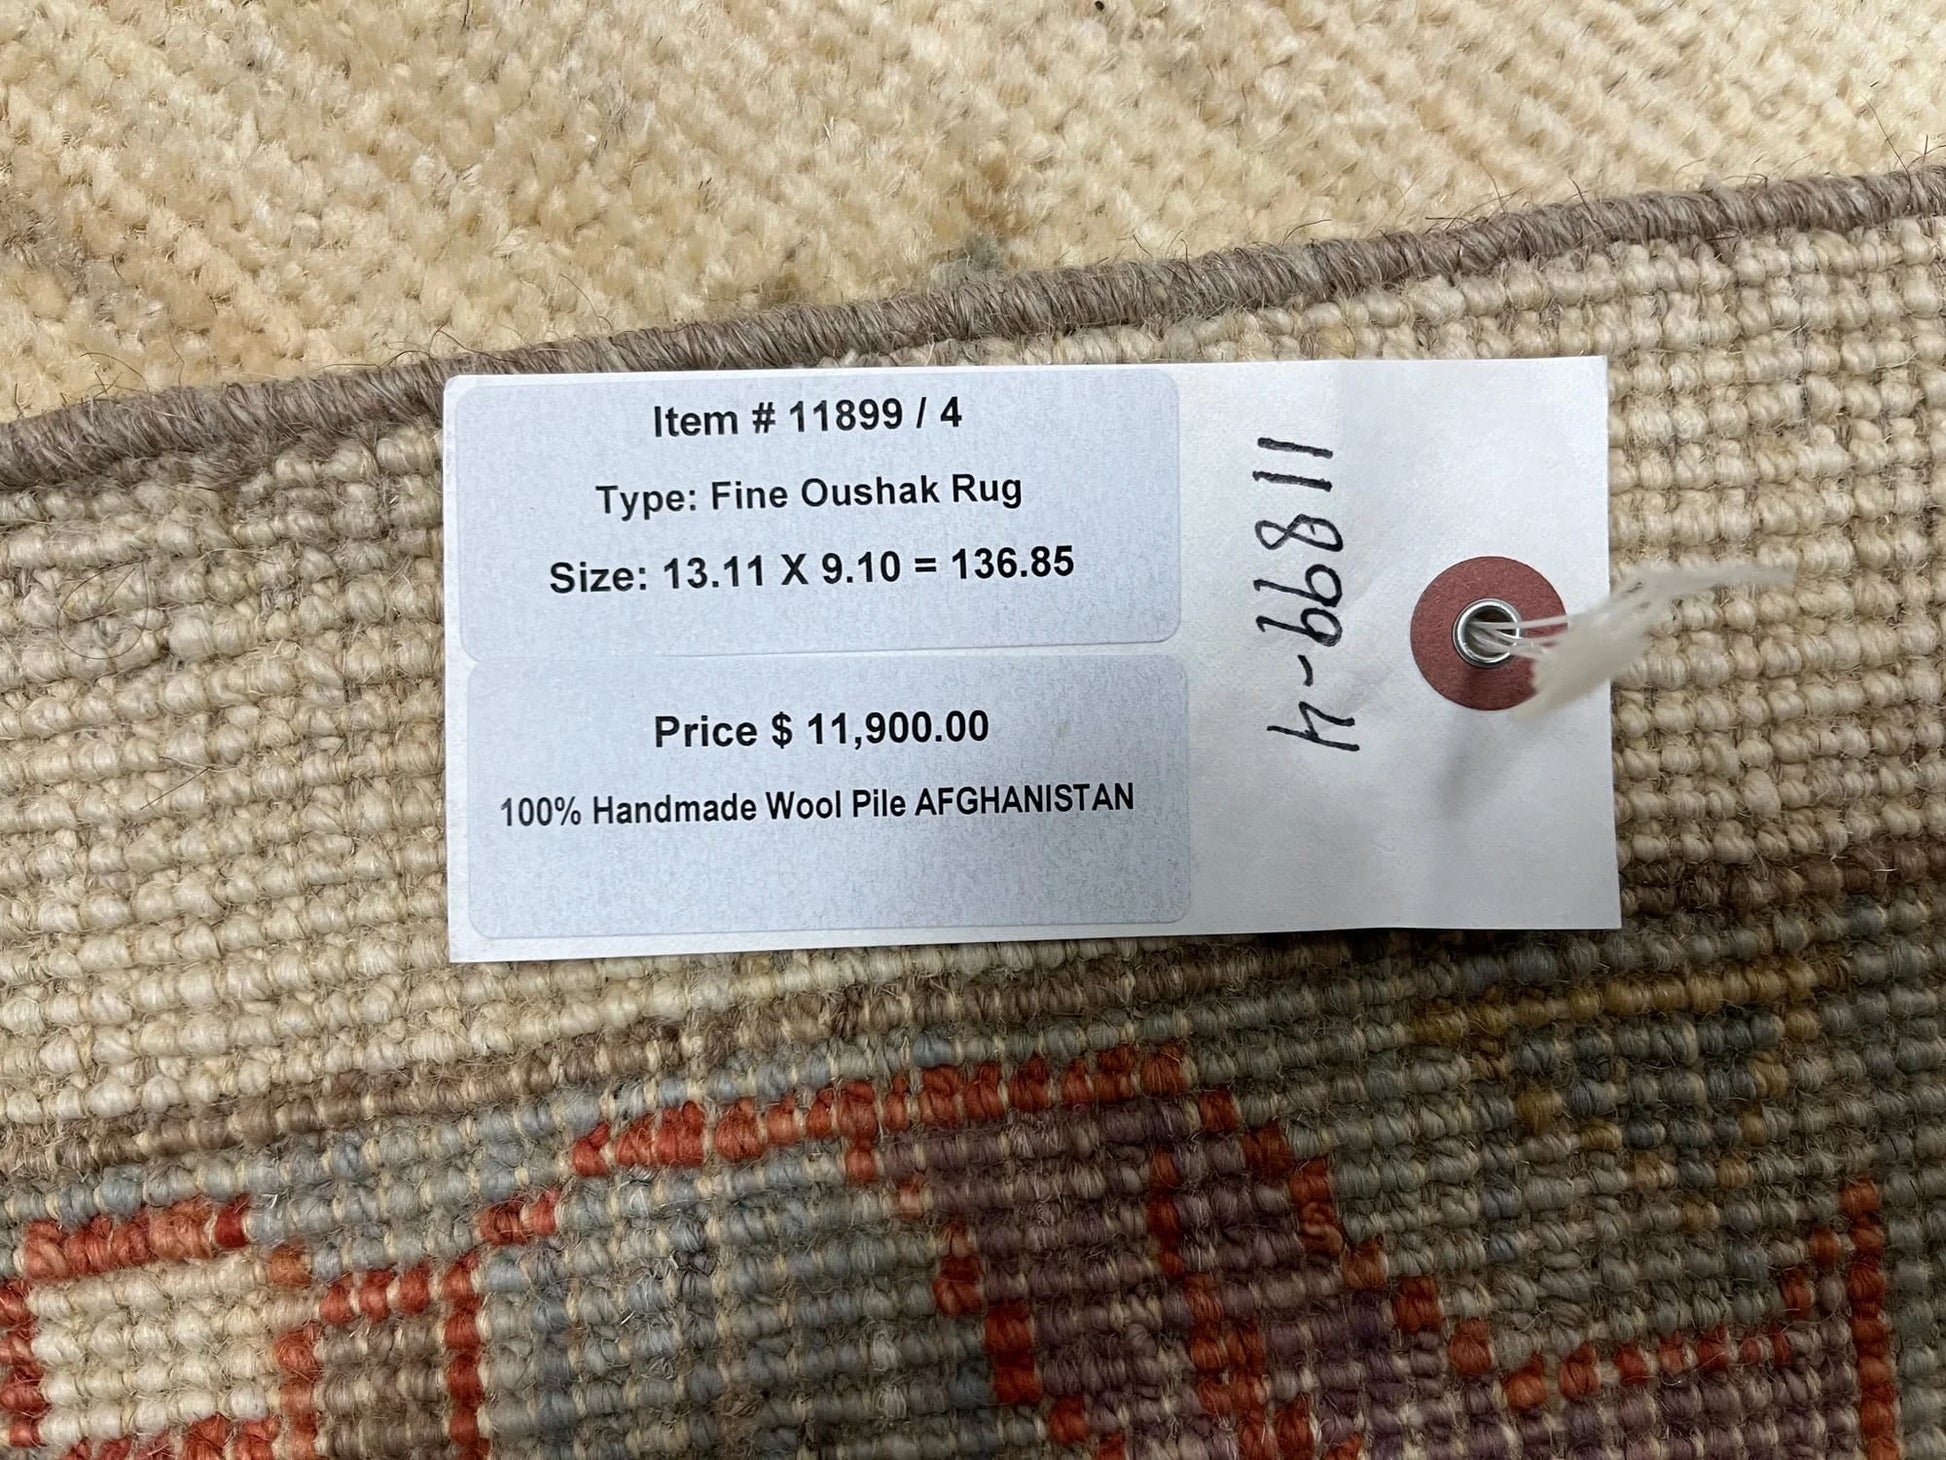 Item # 11899 / 4
Type: Fine Oushak Rug
Size: 13.11 X 9.10 = 136.85
Price $ 11,900.00
100% Handmade Wool Pile AFGHANISTAN
11899-4